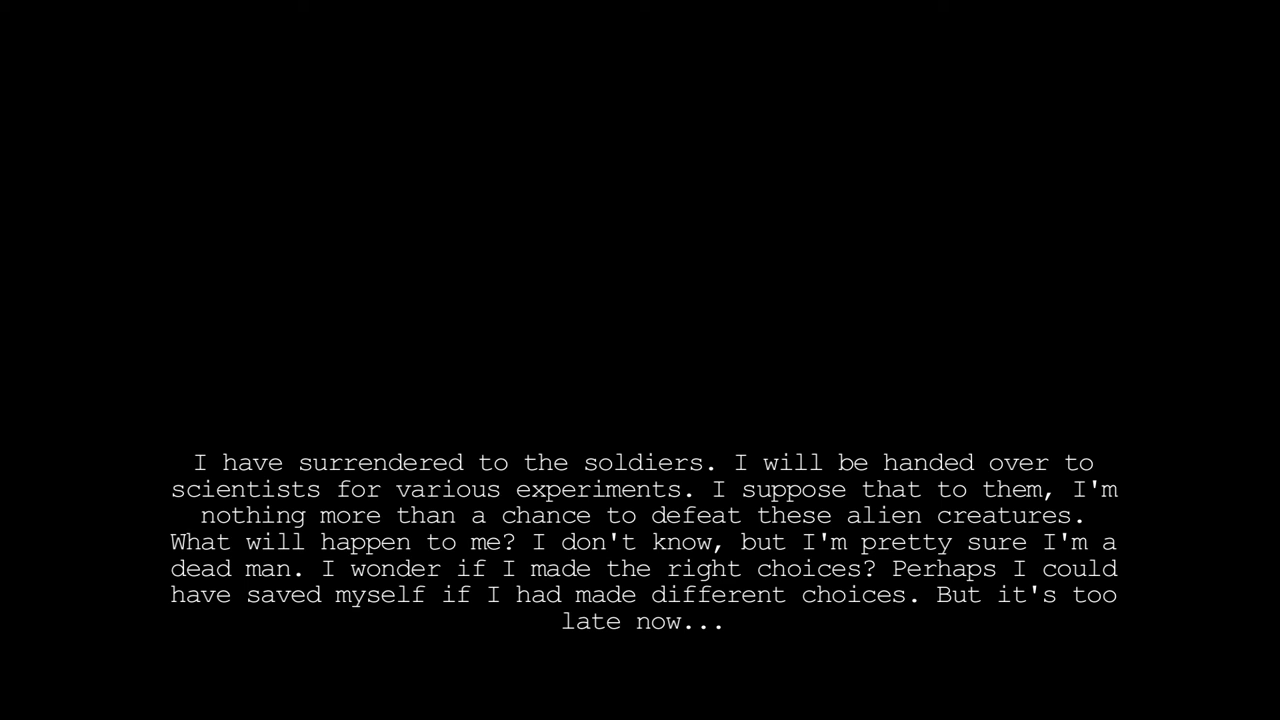 I have surrendered to the soldiers. I will be handed over to
scientists for various experiments. I suppose that to them, I'm
nothing more than a chance to defeat these alien creatures.
What will happen to me? I don't know, but I'm pretty sure I'm a
dead man. I wonder if I made the right choices? Perhaps I could
have saved myself if I had made different choices. But it's too
late now...